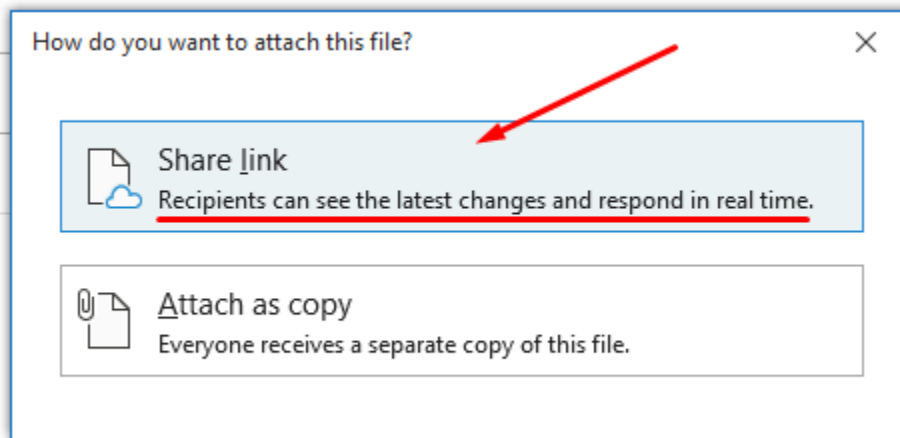 How do you want to attach this file?
Share link
Recipients can see the latest changes and respond in real time.
Attach as copy
Everyone receives a separate copy of this file.